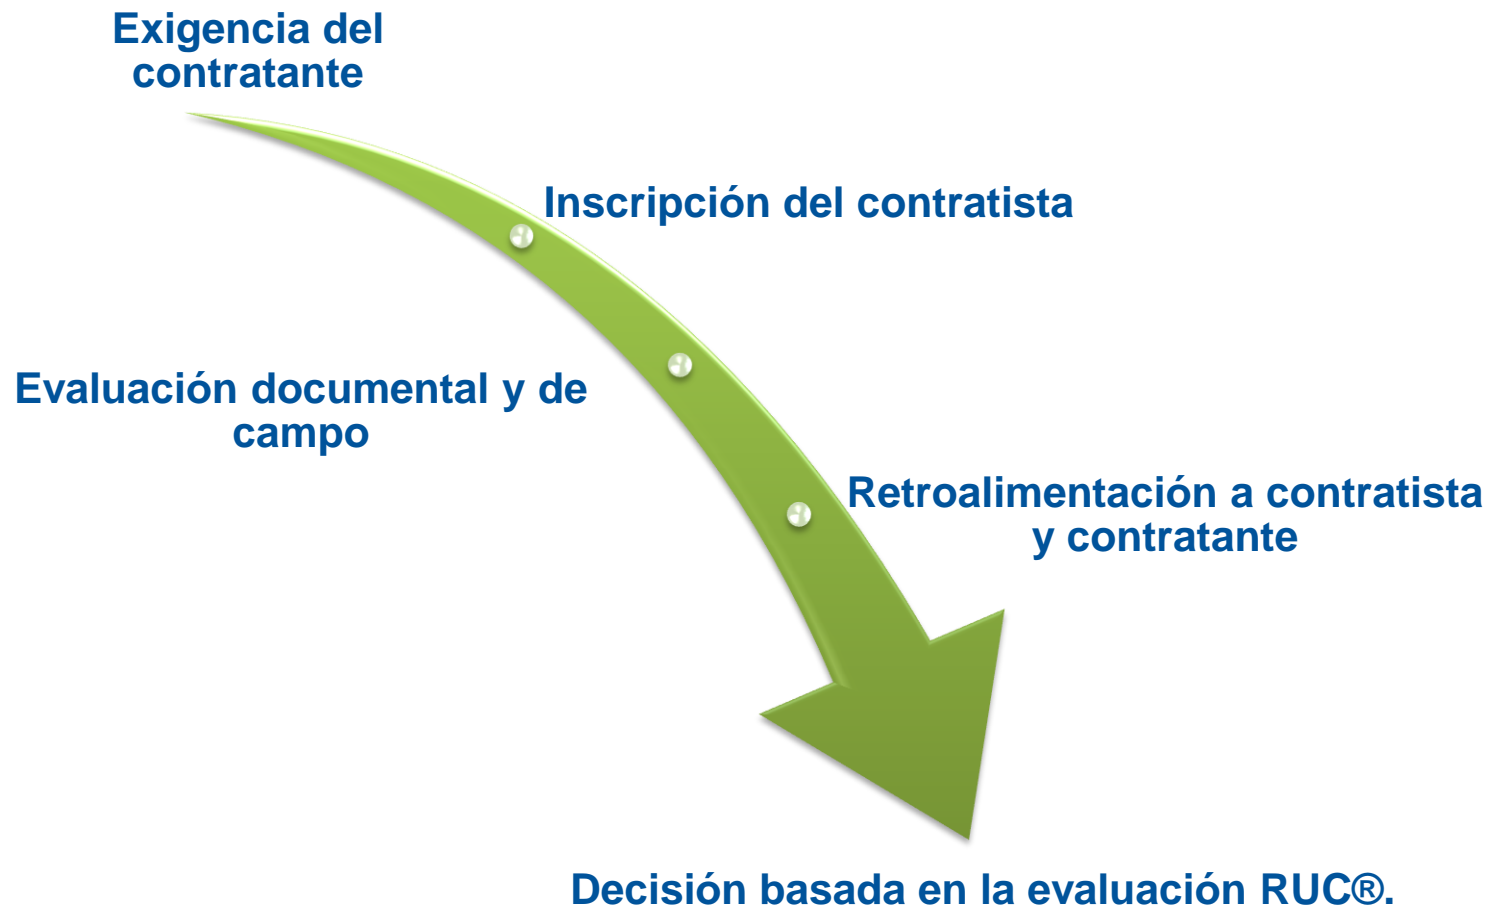 Exigencia del
contratante
Inscripción del contratista
Evaluación documental y de
campo
Retroalimentación a contratista
y contratante
Decisión basada en la evaluación RUC®.